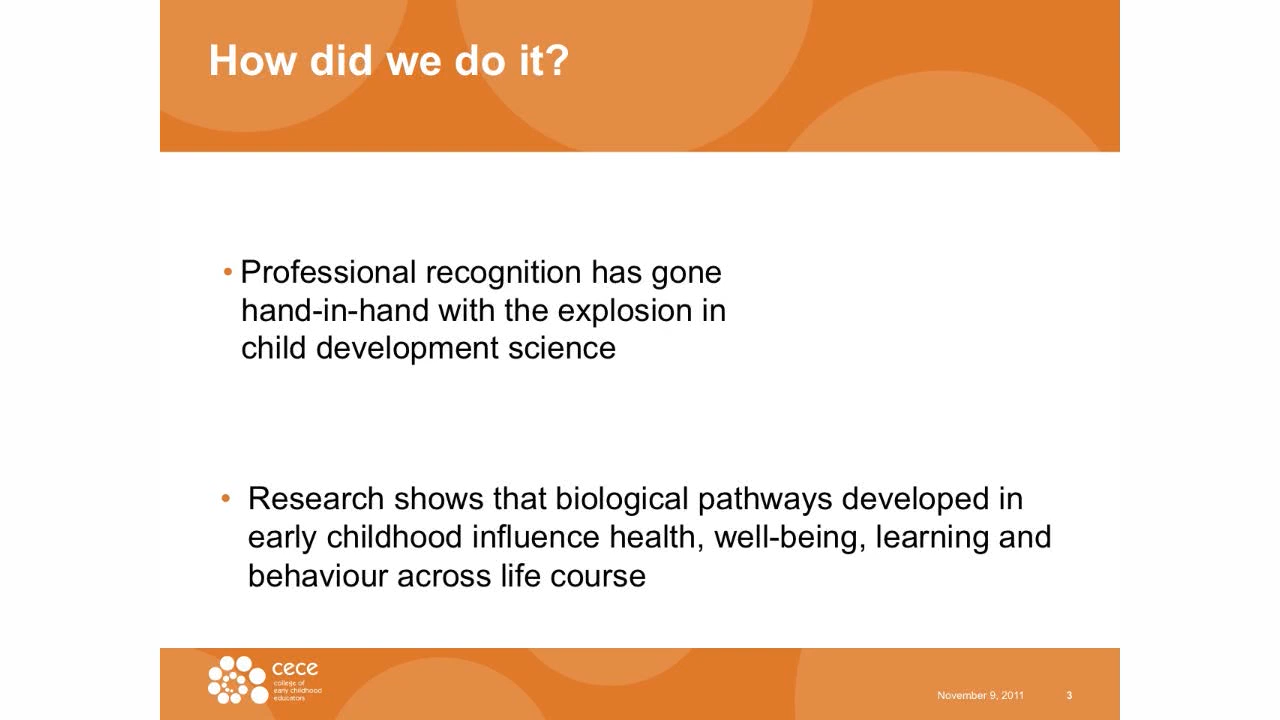 How did we do it?
• Professional recognition has gone
hand-in-hand with the explosion in
child development science
• Research shows that biological pathways developed in
early childhood influence health, well-being, learning and
behaviour across life course
cece
college of
early childhood
educators
November 9, 2011 3